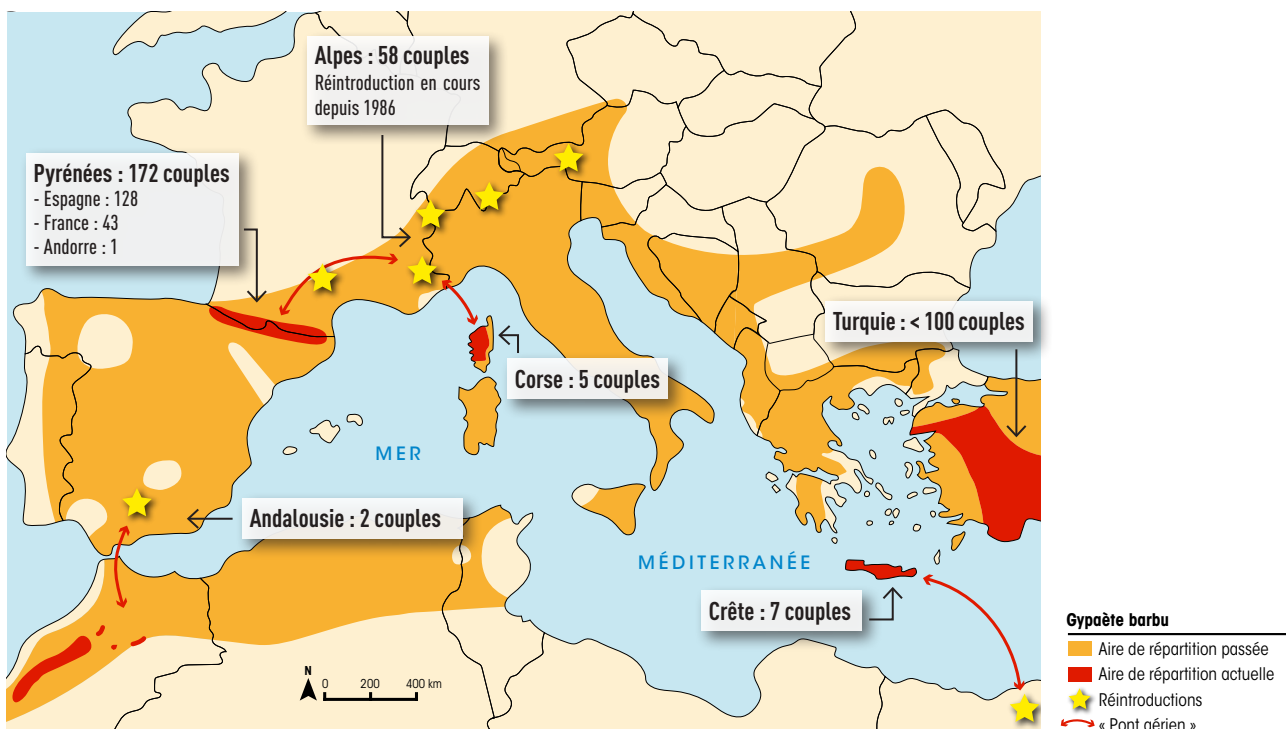 Alpes : 58 couples
Réintroduction en cours
depuis 1986
Pyrénées : 172 couples
- Espagne : 128
- France : 43
- Andorre : 1
Turquie : < 100 couples
Corse : 5 couples
MER
Andalousie : 2 couples
MÉDITERRANÉE
Crête : 7 couples
N
0 200 400 km
Gypaète barbu
Aire de répartition passée
Aire de répartition actuelle
Réintroductions
« Pont aérien »